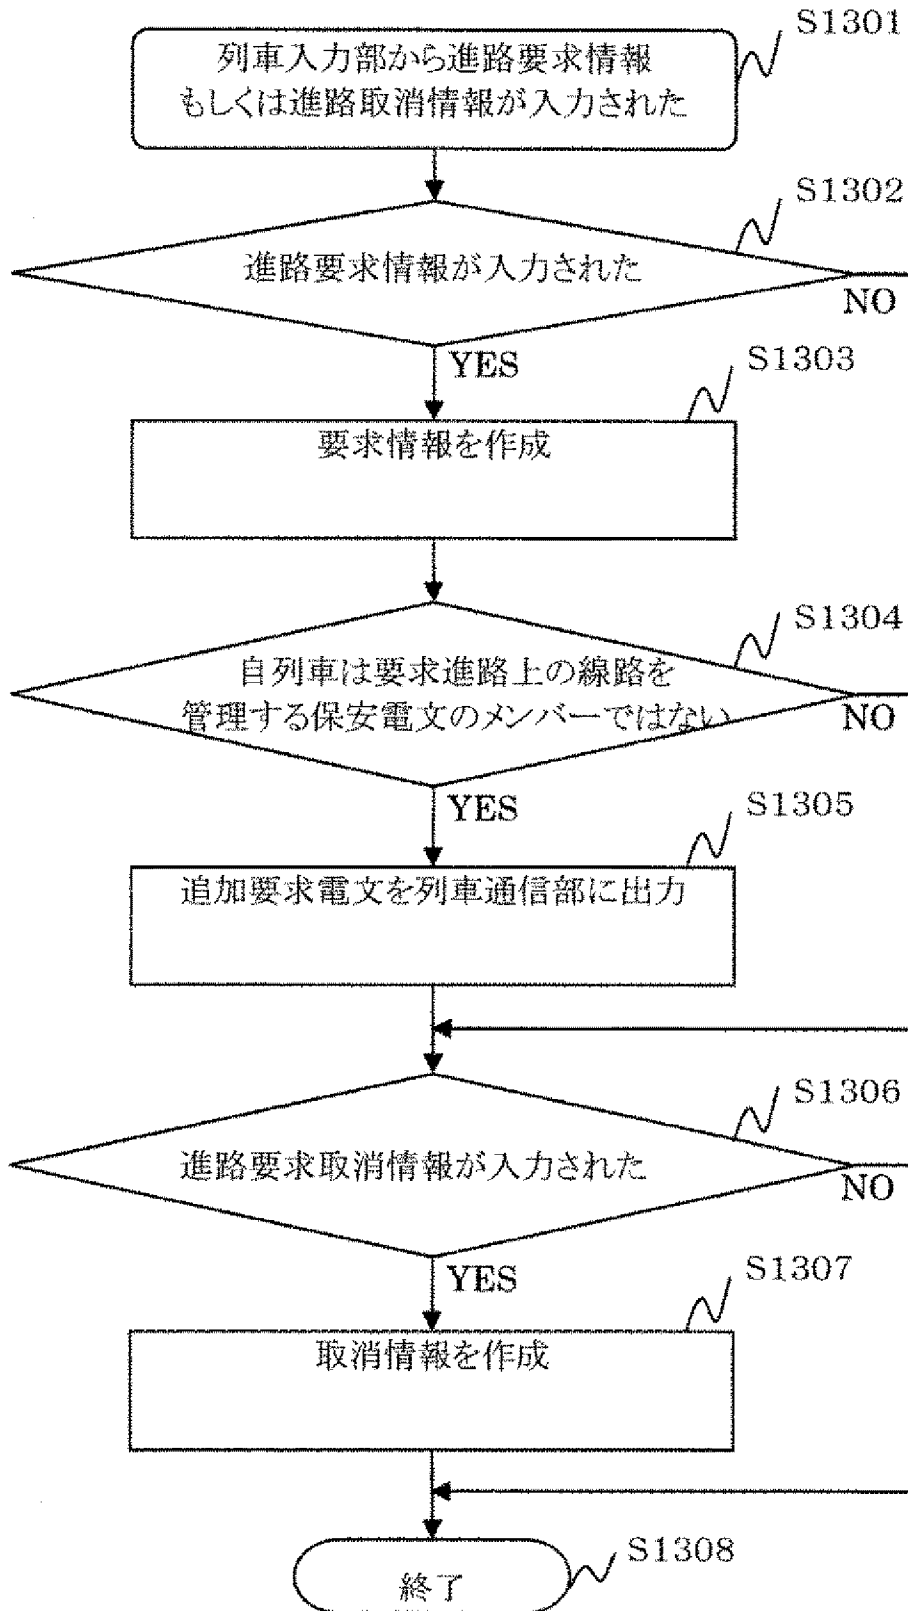 S1301
列車入力部から進路要求情報
もしくは進路取消情報が入力された
S1302
進路要求情報が入力された
NO
YES
S1303
要求情報を作成
S1304
自列車は要求進路上の線路を
管理する保安電文のメンバーではない
NO
YES
S1305
追加要求電文を列車通信部に出力
S1306
進路要求取消情報が入力された
NO
YES
S1307
取消情報を作成
S1308
終了